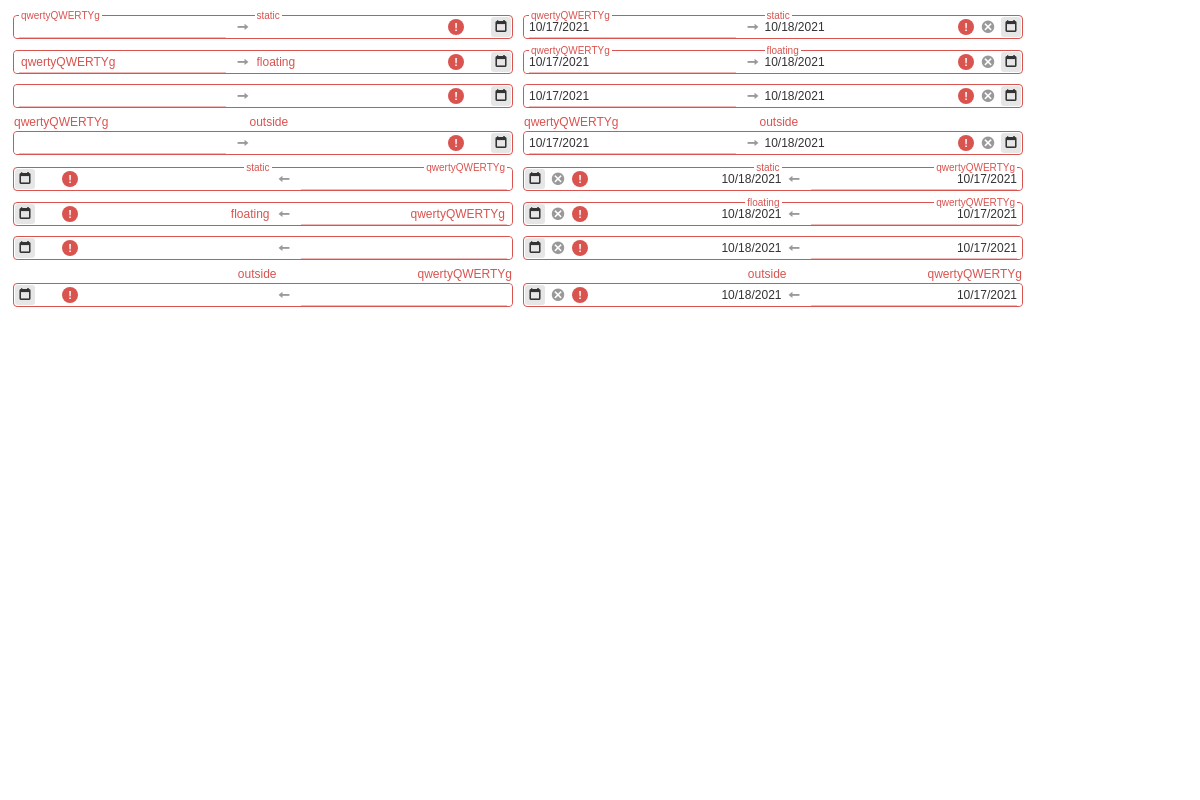 qwertyQWERTYg static qwertyQWERTYg static
10/17/2021 10/18/2021
qwertyQWERTYg floating
qwertyQWERTYg floating 10/17/2021 10/18/2021
10/17/2021 10/18/2021
qwertyQWERTYg outside qwertyQWERTYg outside
10/17/2021 10/18/2021
static qwertyQWERTYg static qwertyQWERTYg
10/18/2021 10/17/2021
floating qwertyQWERTYg
floating qwertyQWERTYg 10/18/2021 10/17/2021
10/18/2021 10/17/2021
outside qwertyQWERTYg outside qwertyQWERTYg
10/18/2021 10/17/2021